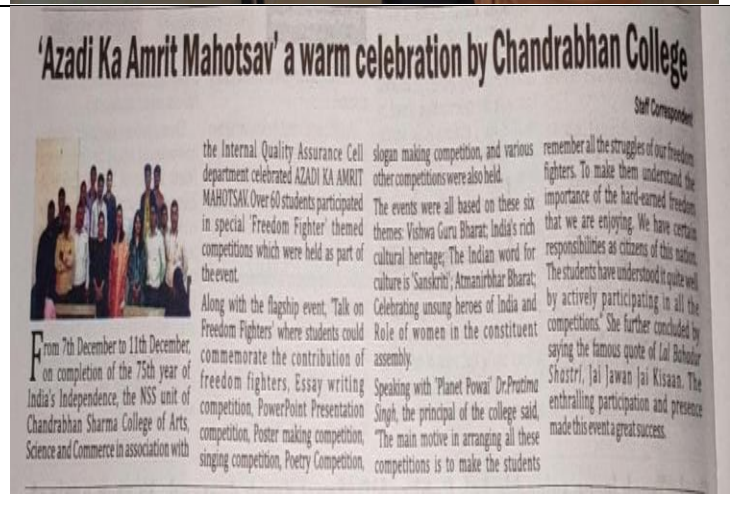 ‘Azadi Ka Amrit Mahotsav’ a warm celebration by Chandrabhan College
Staff Correspondent
From 7th December to 11th December,
on completion of the 75th year of
India's Independence, the NSS unit of
Chandrabhan Sharma College of Arts,
Science and Commerce in association with
the Internal Quality Assurance Cell
department celebrated AZADI KA AMRIT
MAHOTSAV. Over 60 students participated
in special 'Freedom Fighter' themed
competitions which were held as part of
the event.
Along with the flagship event, 'Talk on
Freedom Fighters' where students could
commemorate the contribution of
freedom fighters, Essay writing
competition, PowerPoint Presentation
competition, Poster making competition,
singing competition, Poetry Competition,
slogan making competition, and various
other competitions were also held.
The events were all based on these six
themes: Vishwa Guru Bharat; India's rich
cultural heritage; The Indian word for
culture is 'Sanskriti'; Atmanirbhar Bharat;
Celebrating unsung heroes of India and
Role of women in the constituent
assembly.
Speaking with 'Planet Powai' Dr.Pratima
Singh, the principal of the college said,
"The main motive in arranging all these
competitions is to make the students
remember all the struggles of our freedom
fighters. To make them understand the
importance of the hard-earned freedom
that we are enjoying. We have certain
responsibilities as citizens of this nation.
The students have understood it quite well
by actively participating in all the
competitions." She further concluded by
saying the famous quote of Lal Bahadur
Shastri, Jai Jawan Jai Kisaan. The
enthralling participation and presence
made this event a great success.